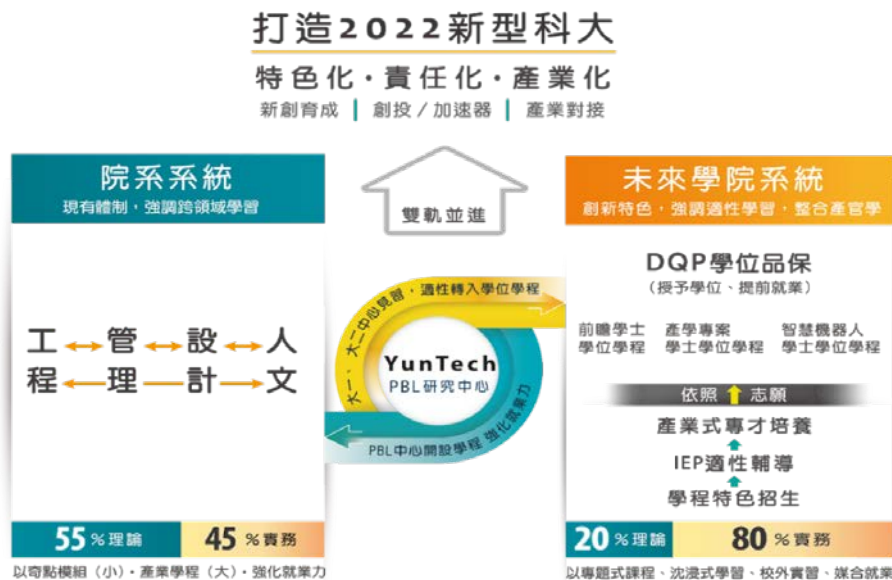 打造2022新型科大
特色化·責任化·產業化
新創育成 | 創投/加速器 | 產業對接
院系系統
現有體制,強調跨領域學習
工 管 設 人
程 理 計 文
55%理論 45%實務
以奇點模組(小)·產業學程(大)·強化就業力
雙軌並進
大一、大二中心見習,適性轉入學位學程
YunTech
PBL研究中心
PBL中心開設學程 強化就業力
未來學院系統
創新特色,強調適性學習,整合產官學
DQP學位品保
(授予學位、提前就業)
前瞻學士 產學專案 智慧機器人
學位學程 學士學位學程 學士學位學程
依照 志願
產業式專才培養
IEP適性輔導
學程特色招生
20%理論 80%實務
以專題式課程、沈浸式學習、校外實習、媒合就業